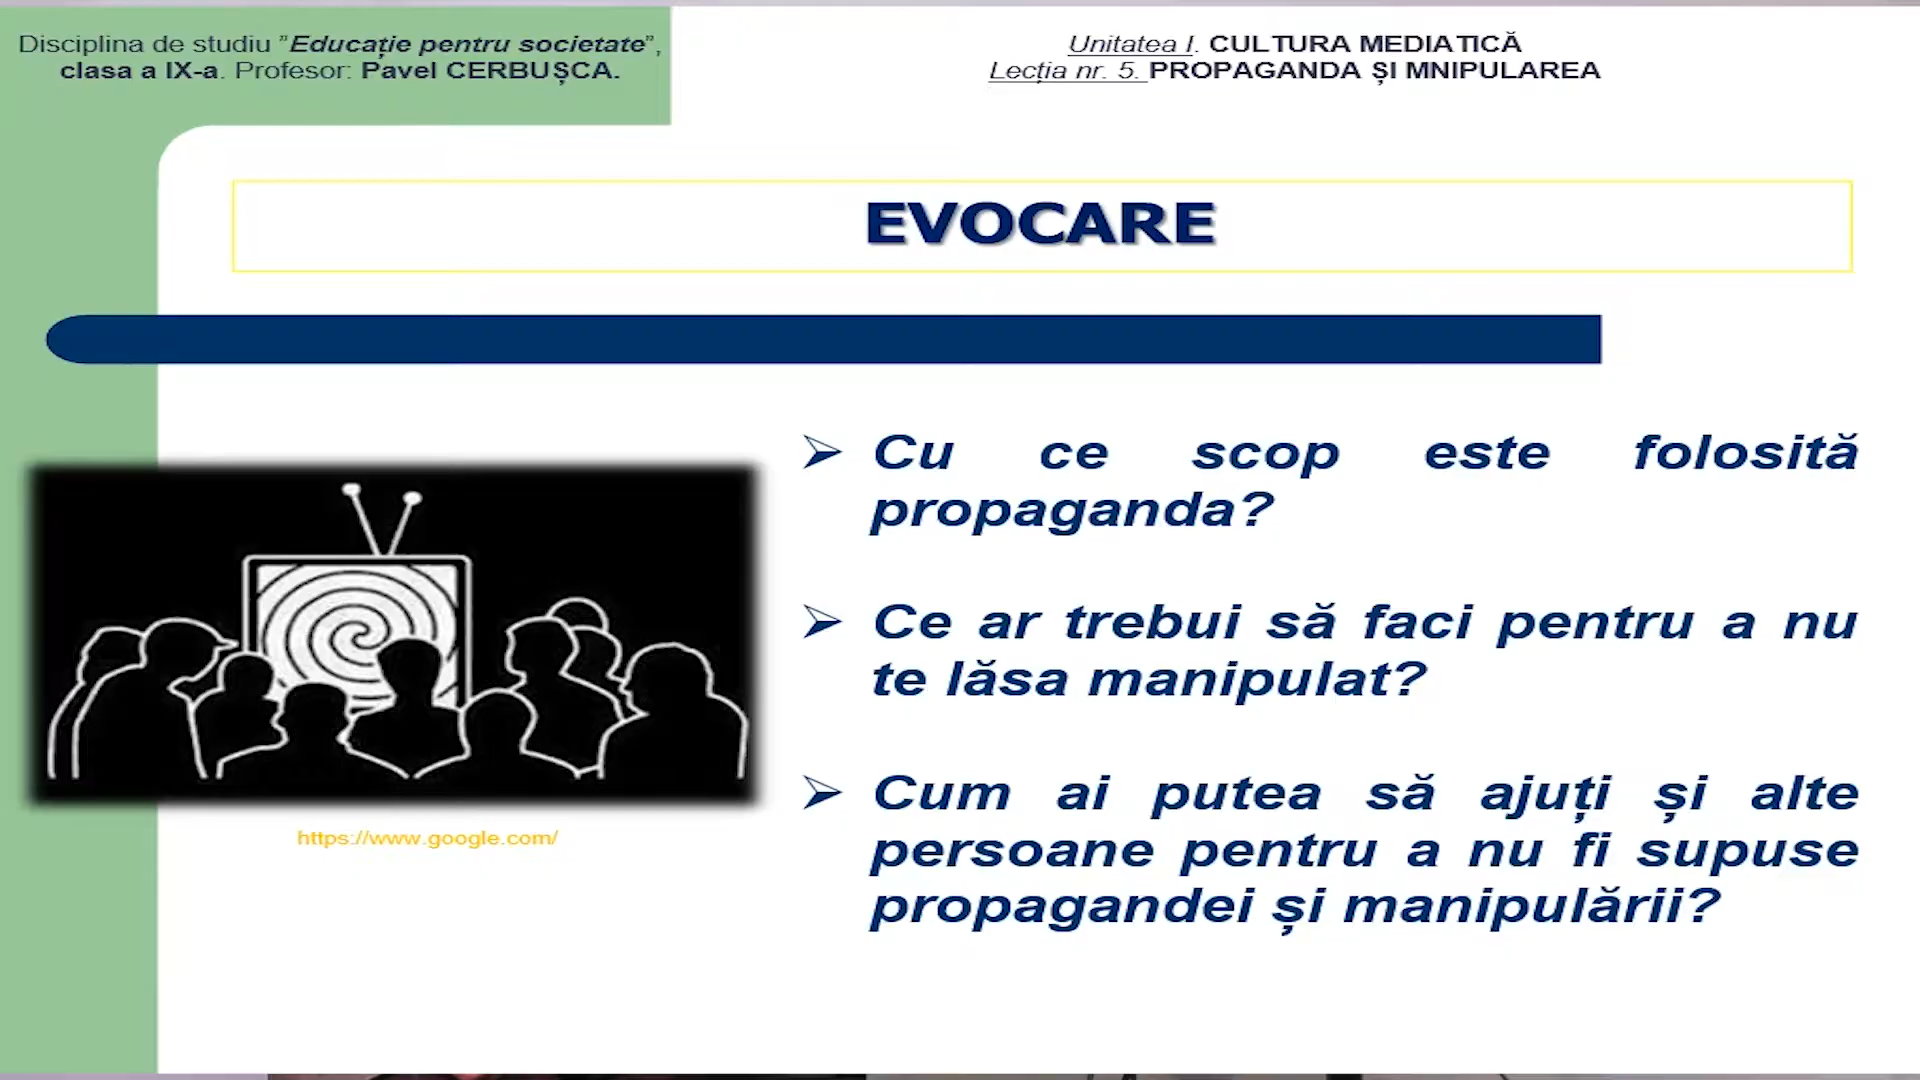 Disciplina de studiu ”Educație pentru societate”,
clasa a IX-a. Profesor: Pavel CERBUȘCA.
Unitatea I. CULTURA MEDIATICĂ
Lecția nr. 5. PROPAGANDA ȘI MNIPULAREA
EVOCARE
➢ Cu ce scop este folosită
propaganda?
➢ Ce ar trebui să faci pentru a nu
te lăsa manipulat?
➢ Cum ai putea să ajuți și alte
persoane pentru a nu fi supuse
propagandei și manipulării?
https://www.google.com/